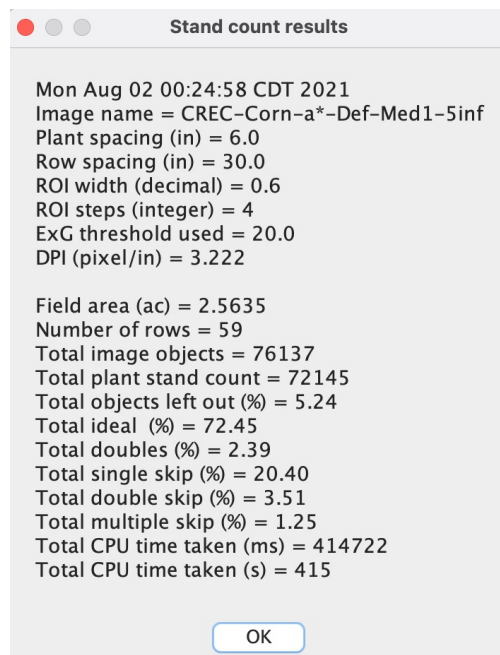 Stand count results
Mon Aug 02 00:24:58 CDT 2021
Image name = CREC-Corn-a*-Def-Med1-5inf
Plant spacing (in) = 6.0
Row spacing (in) = 30.0
ROI width (decimal) = 0.6
ROI steps (integer) = 4
ExG threshold used = 20.0
DPI (pixel/in) = 3.222
Field area (ac) = 2.5635
Number of rows = 59
Total image objects = 76137
Total plant stand count = 72145
Total objects left out (%) = 5.24
Total ideal  (%) = 72.45
Total doubles (%) = 2.39
Total single skip (%) = 20.40
Total double skip (%) = 3.51
Total multiple skip (%) = 1.25
Total CPU time taken (ms) = 414722
Total CPU time taken (s) = 415
OK